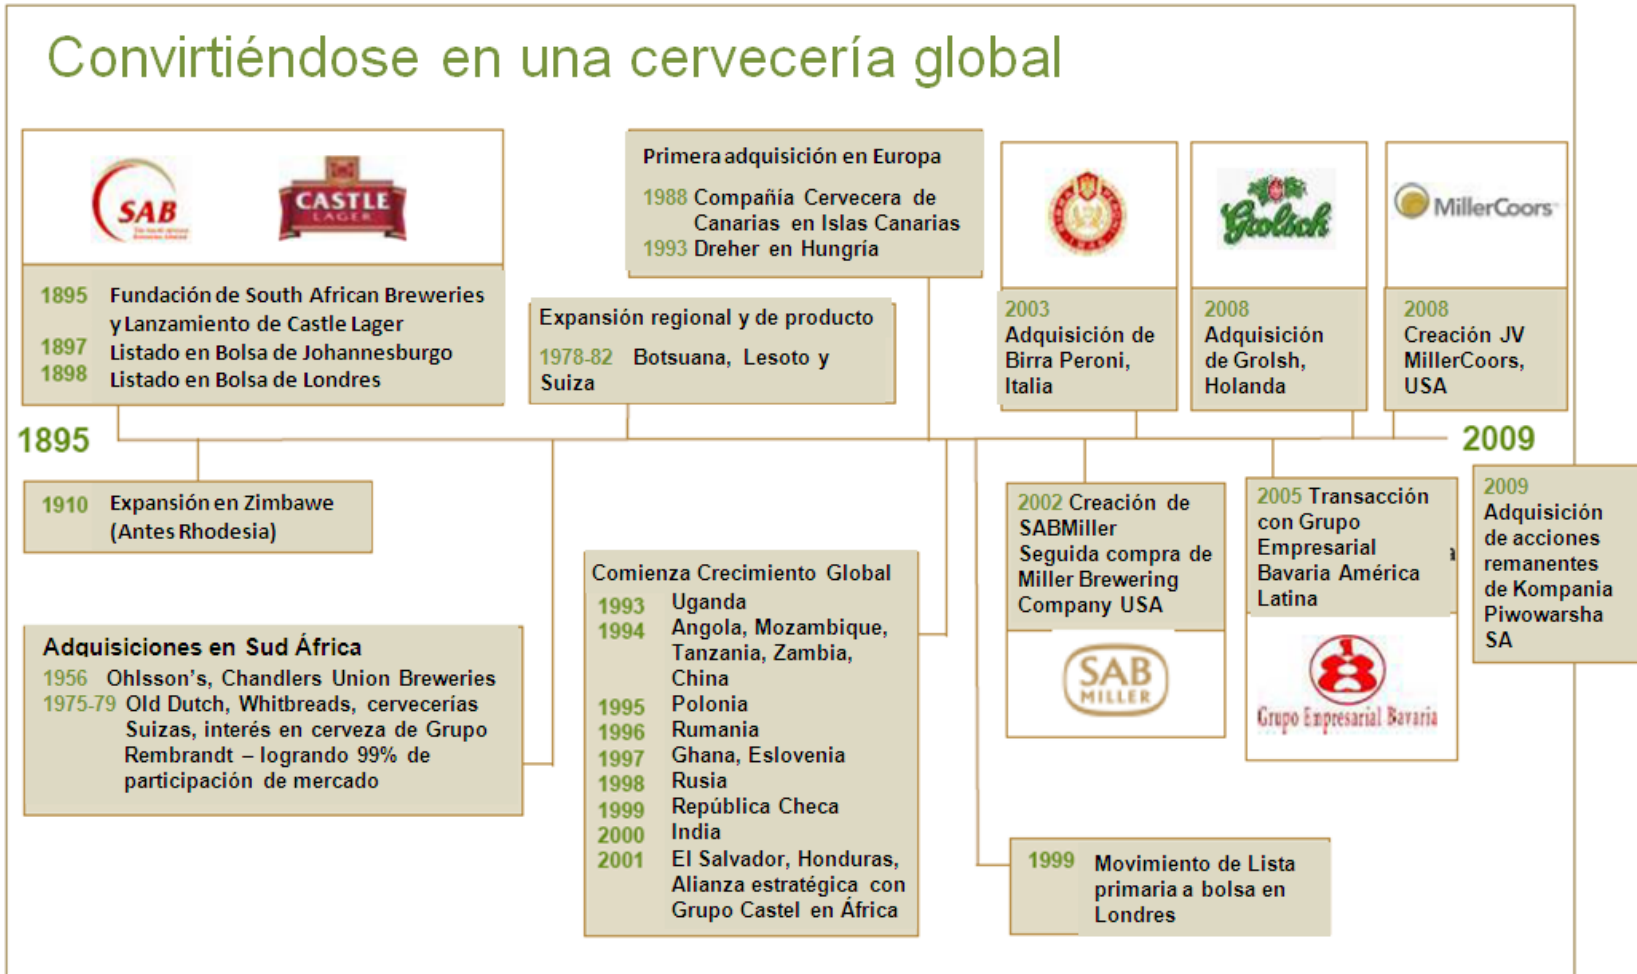 Convirtiéndose en una cervecería global
SAB
CASTLE
LAGER
1895 Fundación de South African Breweries
y Lanzamiento de Castle Lager
1897 Listado en Bolsa de Johannesburgo
1898 Listado en Bolsa de Londres
Primera adquisición en Europa
1988 Compañía Cervecera de
Canarias en Islas Canarias
1993 Dreher en Hungría
Expansión regional y de producto
1978-82 Botsuana, Lesoto y
Suiza
2003
Adquisición de
Birra Peroni,
Italia
Grolsch
2008
Adquisición
de Grolsh,
Holanda
MillerCoors
2008
Creación JV
MillerCoors,
USA
1895
2009
1910 Expansión en Zimbawe
(Antes Rhodesia)
Adquisiciones en Sud África
1956 Ohlsson's, Chandlers Union Breweries
1975-79 Old Dutch, Whitbreads, cervecerías
Suizas, interés en cerveza de Grupo
Rembrandt – logrando 99% de
participación de mercado
Comienza Crecimiento Global
1993 Uganda
1994 Angola, Mozambique,
Tanzania, Zambia,
China
1995 Polonia
1996 Rumania
1997 Ghana, Eslovenia
1998 Rusia
1999 República Checa
2000 India
2001 El Salvador, Honduras,
Alianza estratégica con
Grupo Castel en África
2002 Creación de
SABMiller
Seguida compra de
Miller Brewering
Company USA
SAB
MILLER
2005 Transacción
con Grupo
Empresarial
Bavaria América
Latina
Grupo Empresarial Bavaria
2009
Adquisición
de acciones
remanentes
de Kompania
Piwowarsha
SA
1999 Movimiento de Lista
primaria a bolsa en
Londres